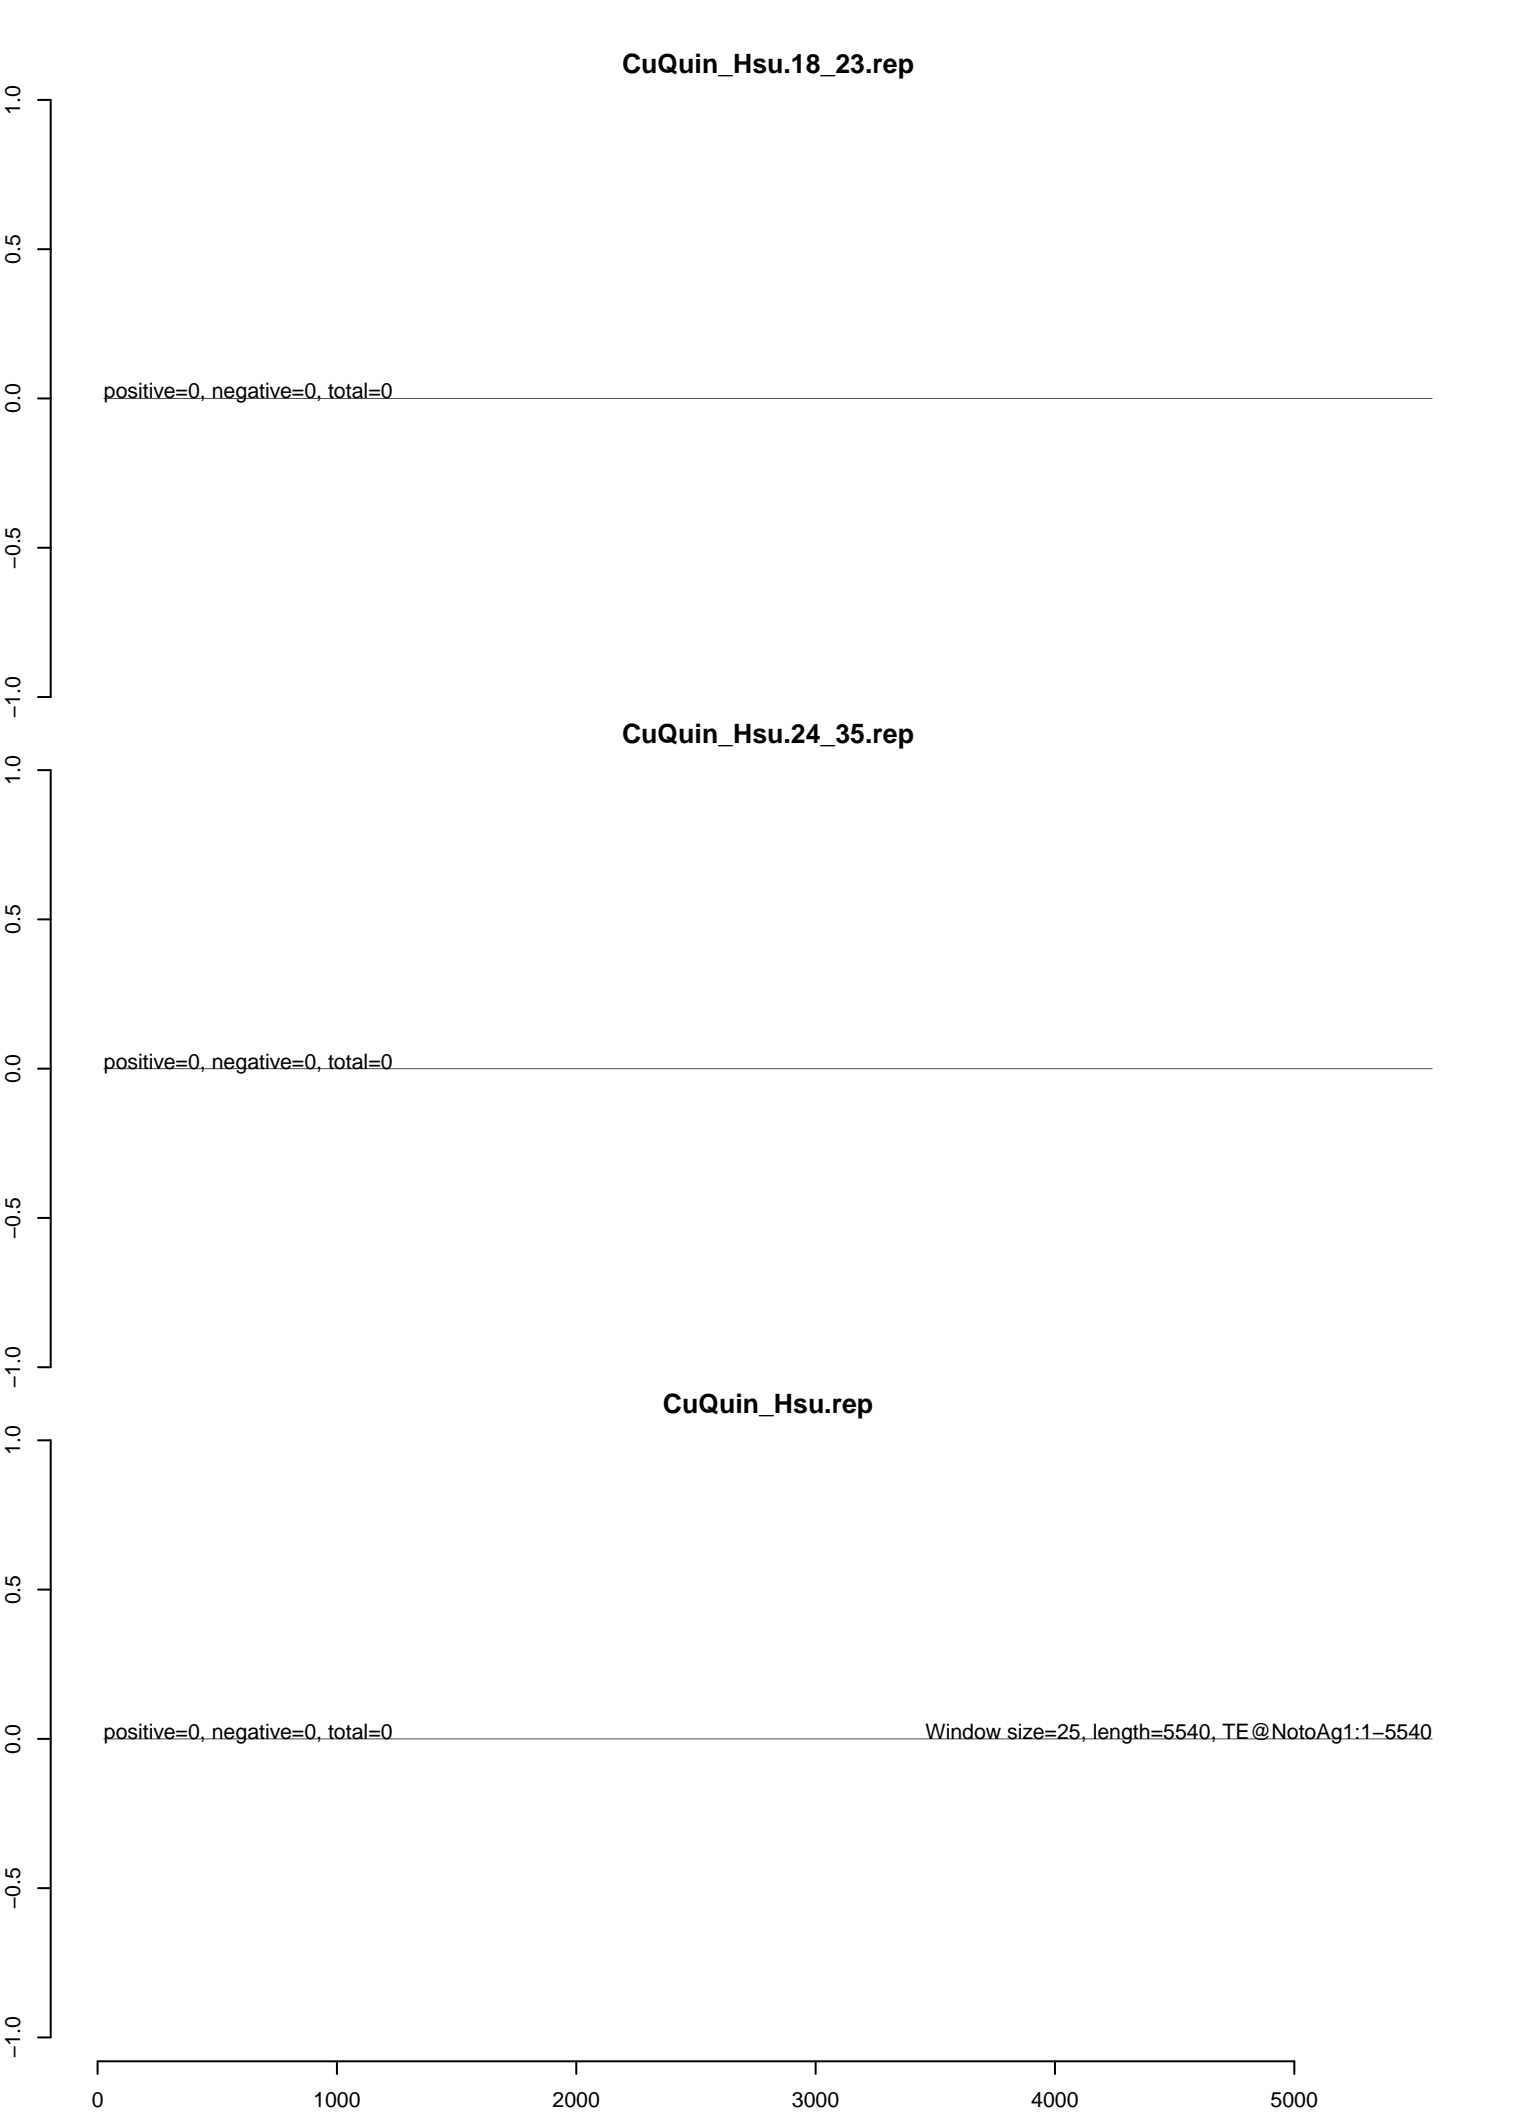 CuQuin_Hsu.18_23.rep
1.0
0.5
0.0
−0.5
−1.0
positive=0, negative=0, total=0
CuQuin_Hsu.24_35.rep
1.0
0.5
0.0
−0.5
−1.0
positive=0, negative=0, total=0
CuQuin_Hsu.rep
1.0
0.5
0.0
−0.5
−1.0
positive=0, negative=0, total=0
Window size=25, length=5540, TE@NotoAg1:1−5540
0 1000 2000 3000 4000 5000